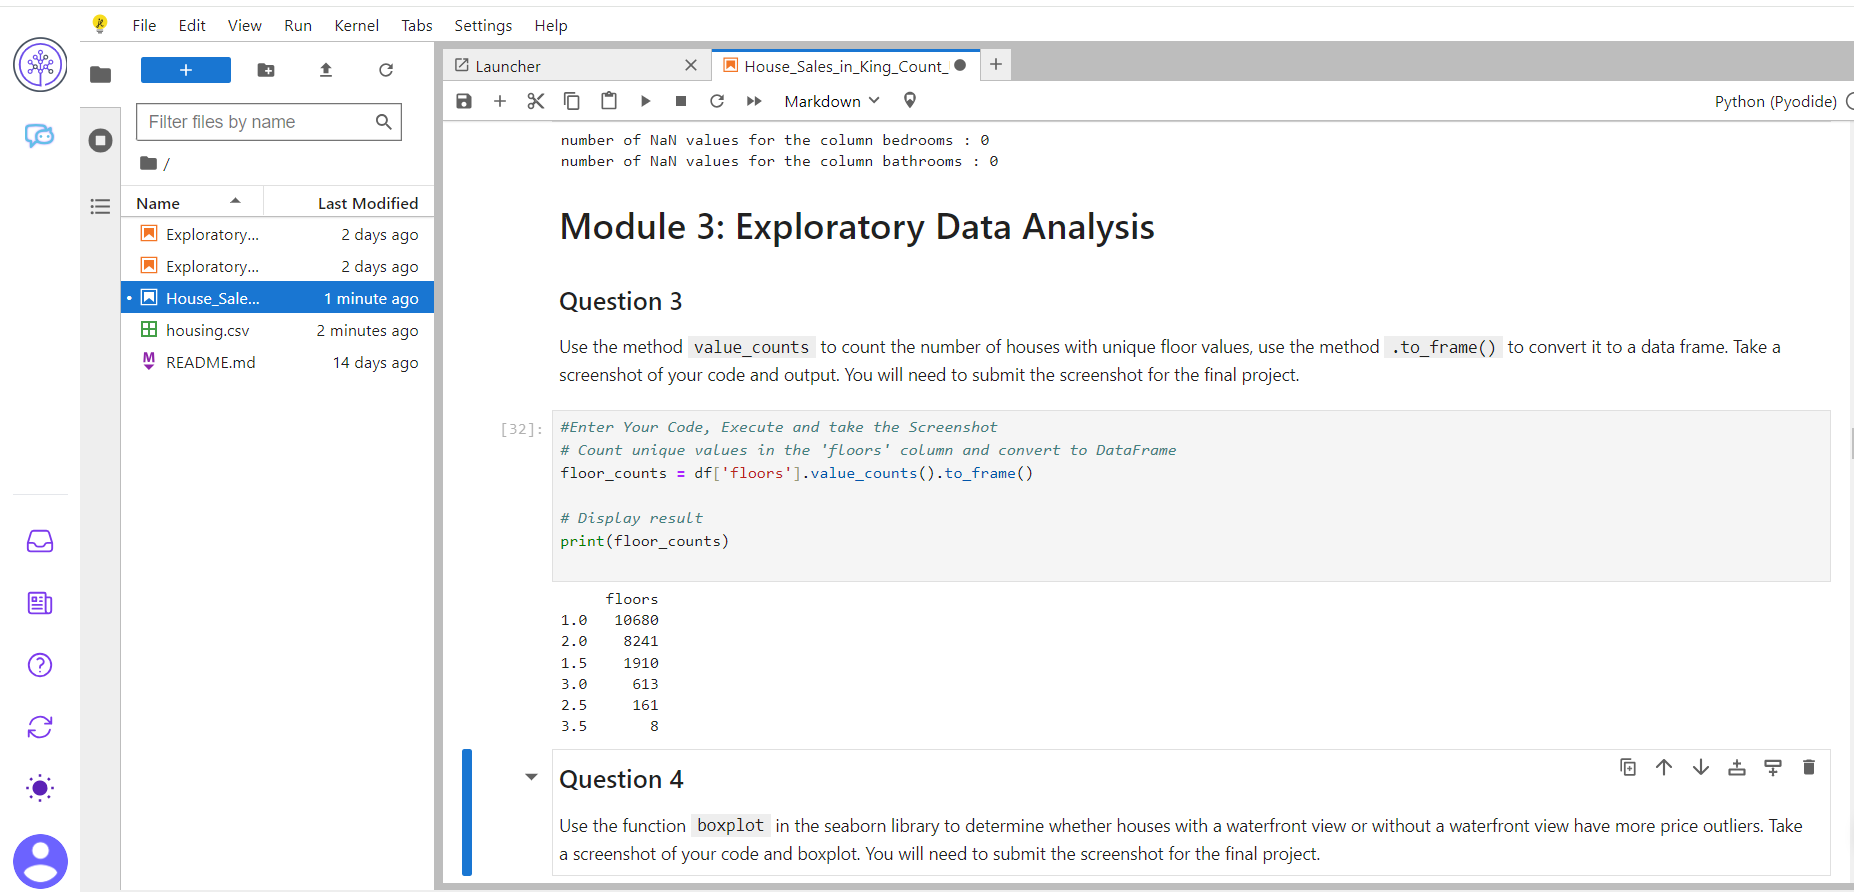 File Edit View Run Kernel Tabs Settings Help
+
Filter files by name
/
Name Last Modified
Exploratory... 2 days ago
Exploratory... 2 days ago
• House_Sale... 1 minute ago
housing.csv 2 minutes ago
README.md 14 days ago
Launcher
House_Sales_in_King_Count_
Markdown
Python (Pyodide)
number of NaN values for the column bedrooms : 0
number of NaN values for the column bathrooms : 0
Module 3: Exploratory Data Analysis
Question 3
Use the method value_counts to count the number of houses with unique floor values, use the method .to_frame() to convert it to a data frame. Take a
screenshot of your code and output. You will need to submit the screenshot for the final project.
[32]:
#Enter Your Code, Execute and take the Screenshot
# Count unique values in the 'floors' column and convert to DataFrame
floor_counts = df['floors'].value_counts().to_frame()
# Display result
print(floor_counts)
floors
1.0 10680
2.0 8241
1.5 1910
3.0 613
2.5 161
3.5 8
Question 4
Use the function boxplot in the seaborn library to determine whether houses with a waterfront view or without a waterfront view have more price outliers. Take
a screenshot of your code and boxplot. You will need to submit the screenshot for the final project.